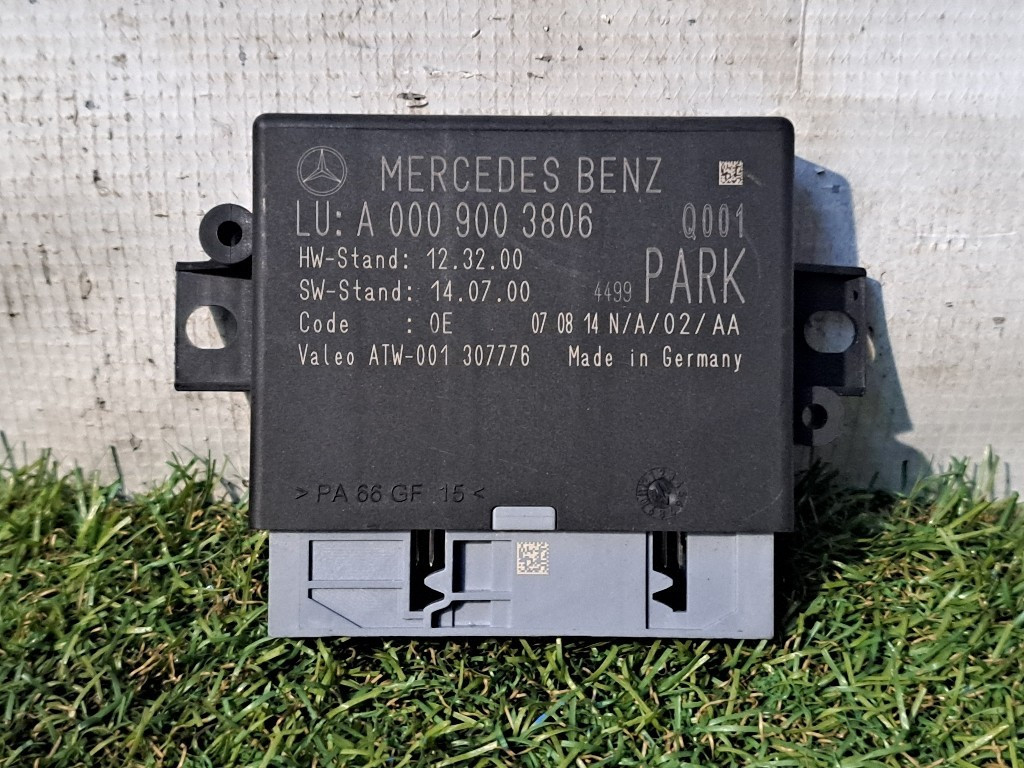 MERCEDES BENZ
LU: A 000 900 3806 Q001
HW-Stand: 12.32.00
SW-Stand: 14.07.00 4499 PARK
Code : 0E 07 08 14 N/A/02/AA
Valeo ATW-001 307776 Made in Germany
> PA 66 GF 15 <